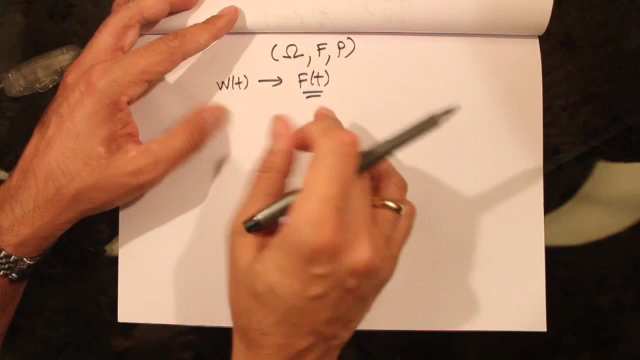 (Ω, F, P)
W(t) → F(t)